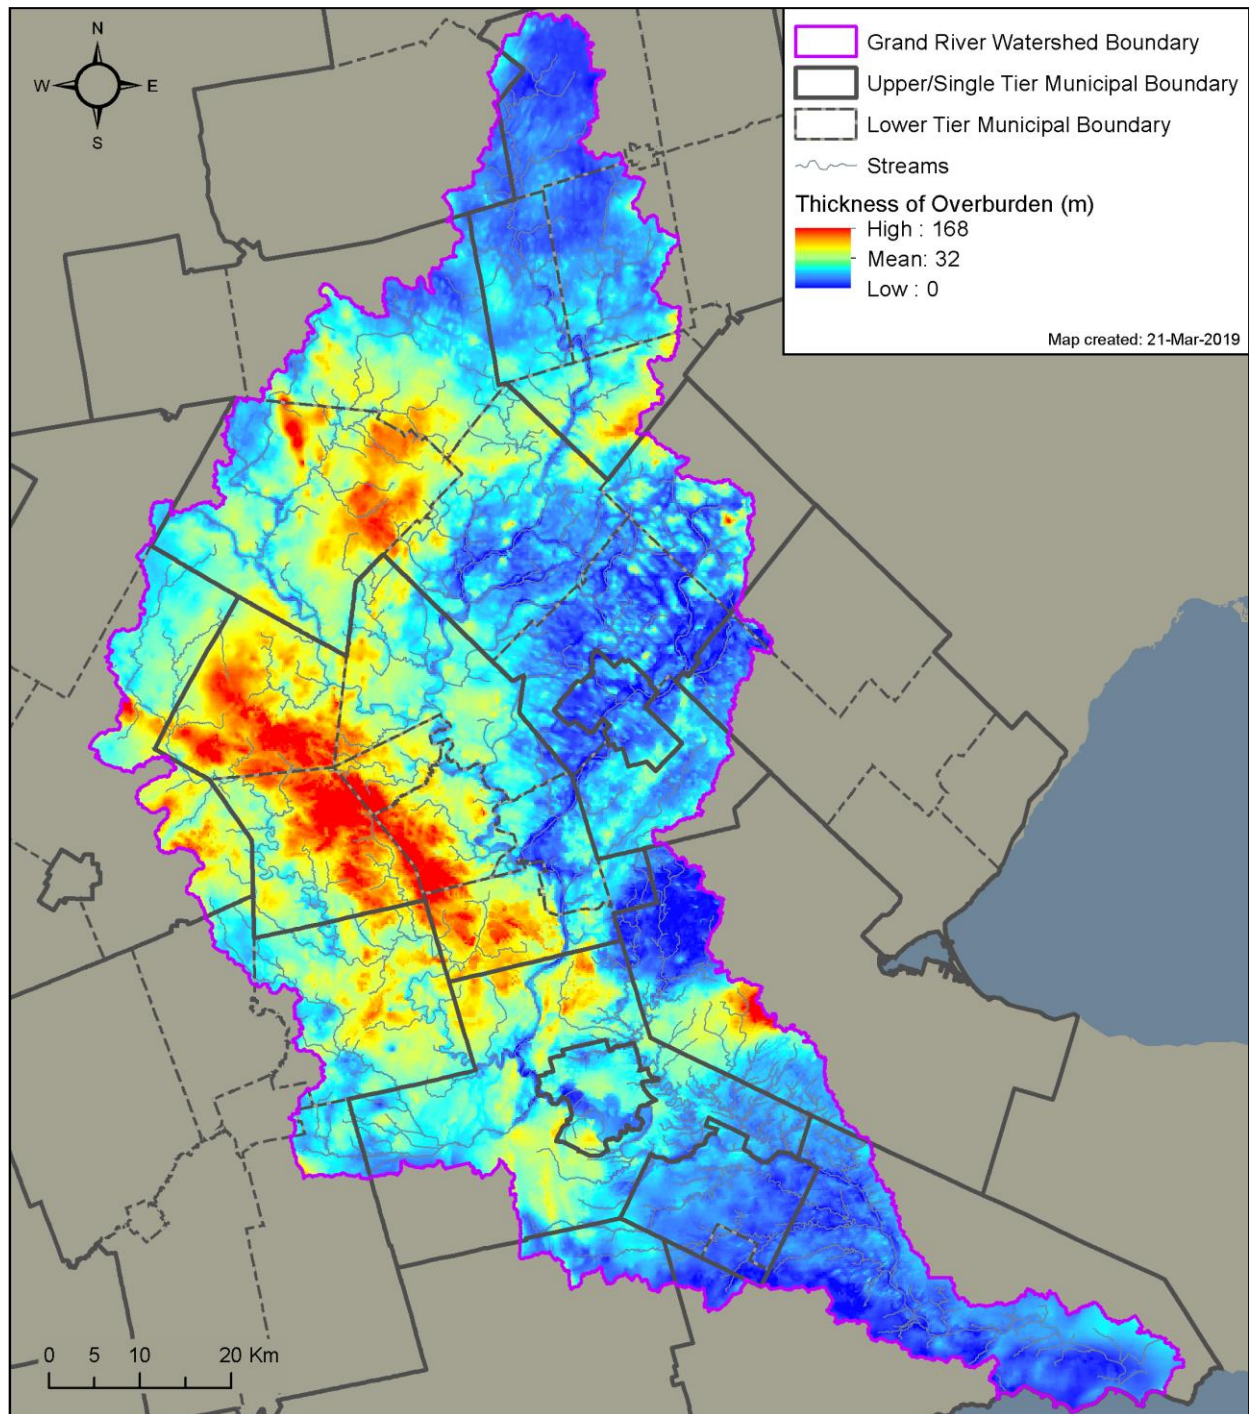 N
W E
S
Grand River Watershed Boundary
Upper/Single Tier Municipal Boundary
Lower Tier Municipal Boundary
Streams
Thickness of Overburden (m)
High : 168
Mean: 32
Low : 0
Map created: 21-Mar-2019
0 5 10 20 Km